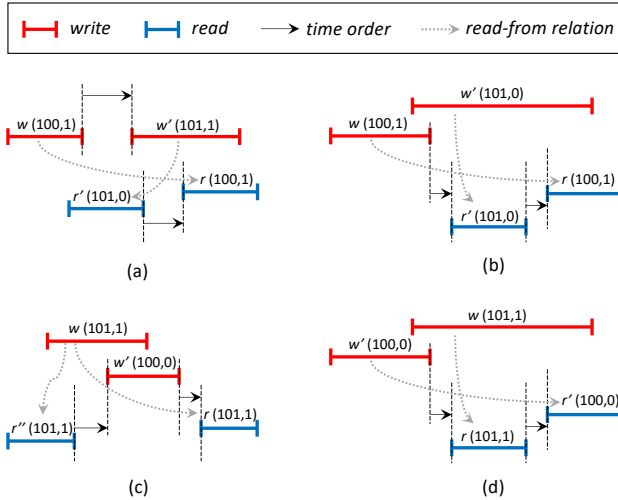 write read time order read-from relation
w (100,1) w' (101,1)
r (100,1)
r' (101,0)
(a)
w' (101,0)
w (100,1)
r (100,1)
r' (101,0)
(b)
w (101,1)
w' (100,0)
r'' (101,1) r (101,1)
(c)
w (101,1)
w' (100,0)
r' (100,0)
r (101,1)
(d)